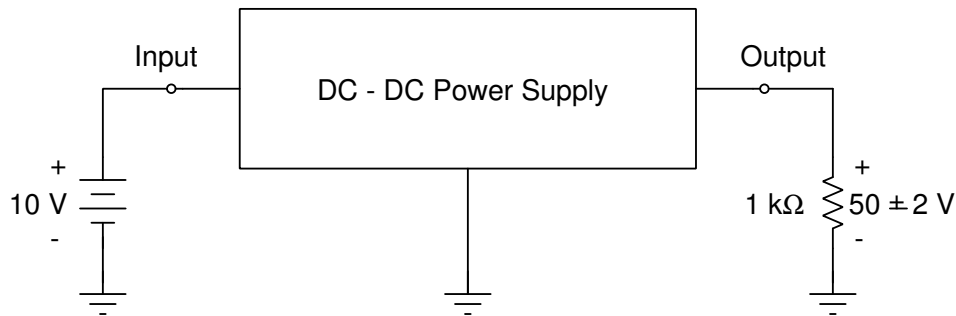 Input
DC - DC Power Supply
Output
+
10 V
-
1 kΩ
+
50 ± 2 V
-